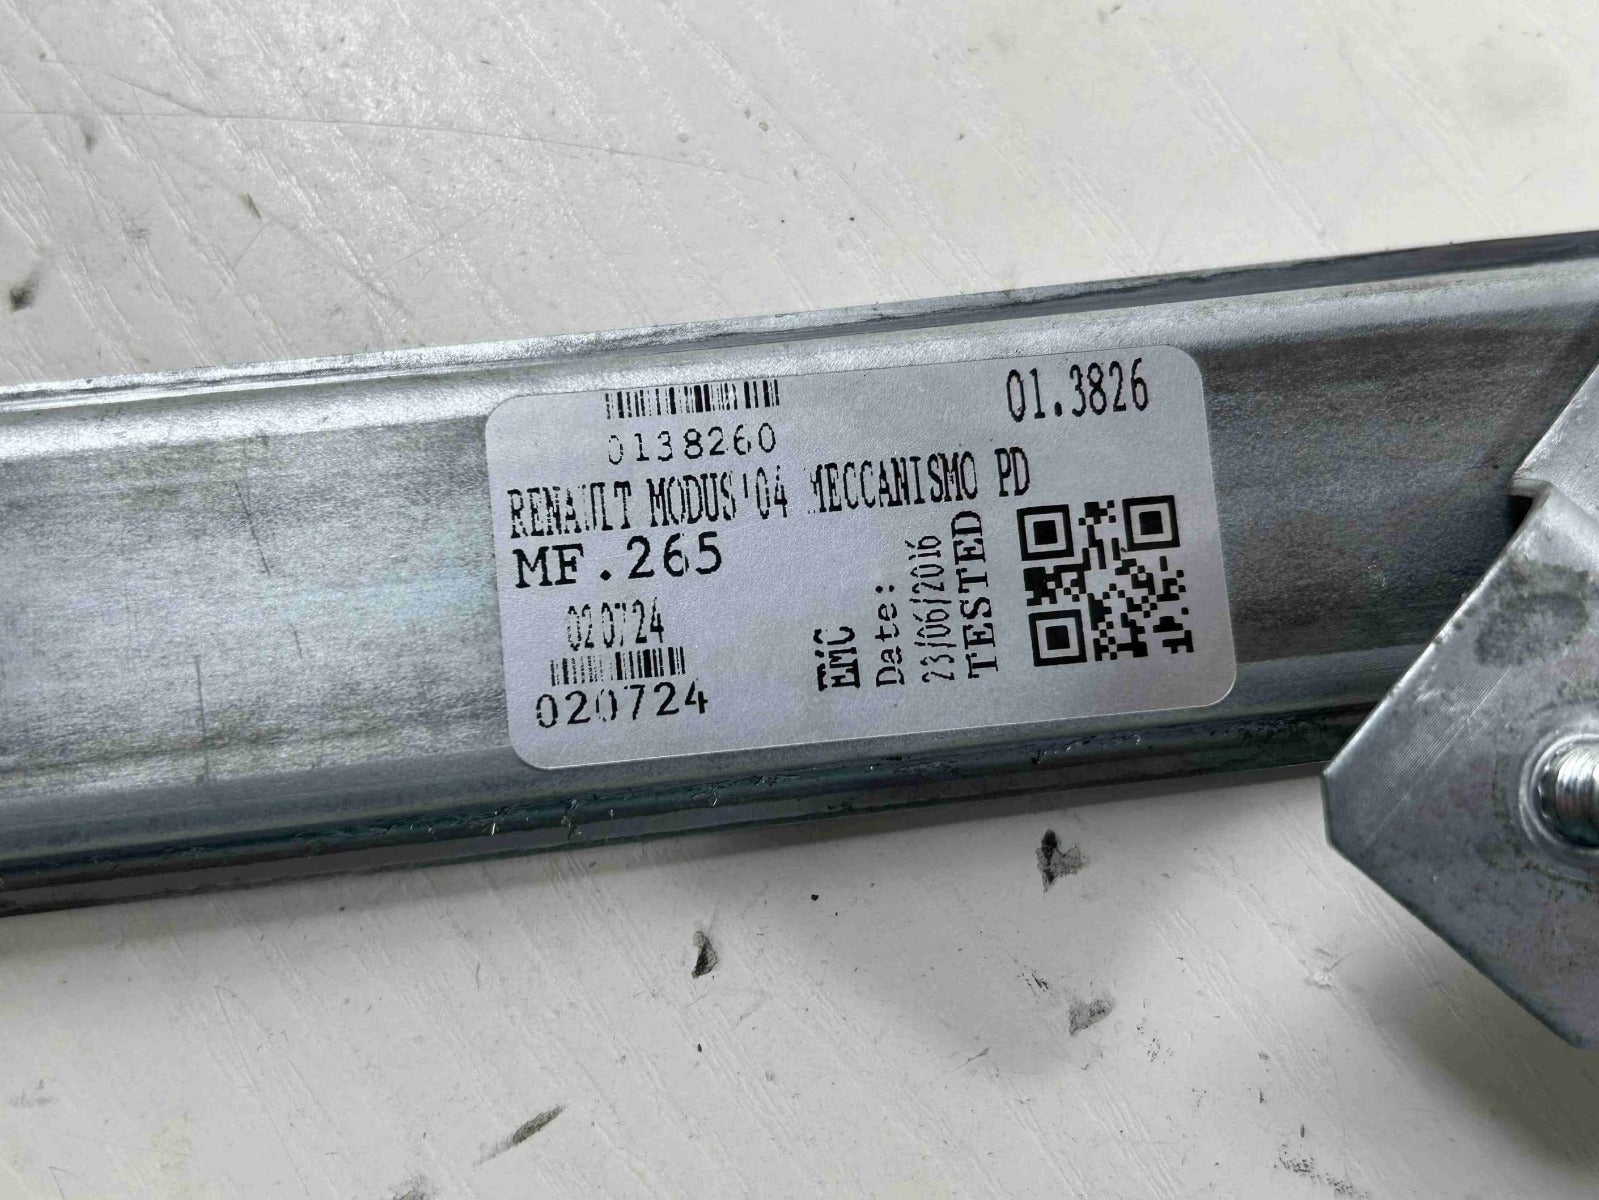 01.3826
0138260
RENAULT MODUS'04 MECCANISMO PD
MF.265
020724
020724
EMC
Date:
23/06/2016
TESTED